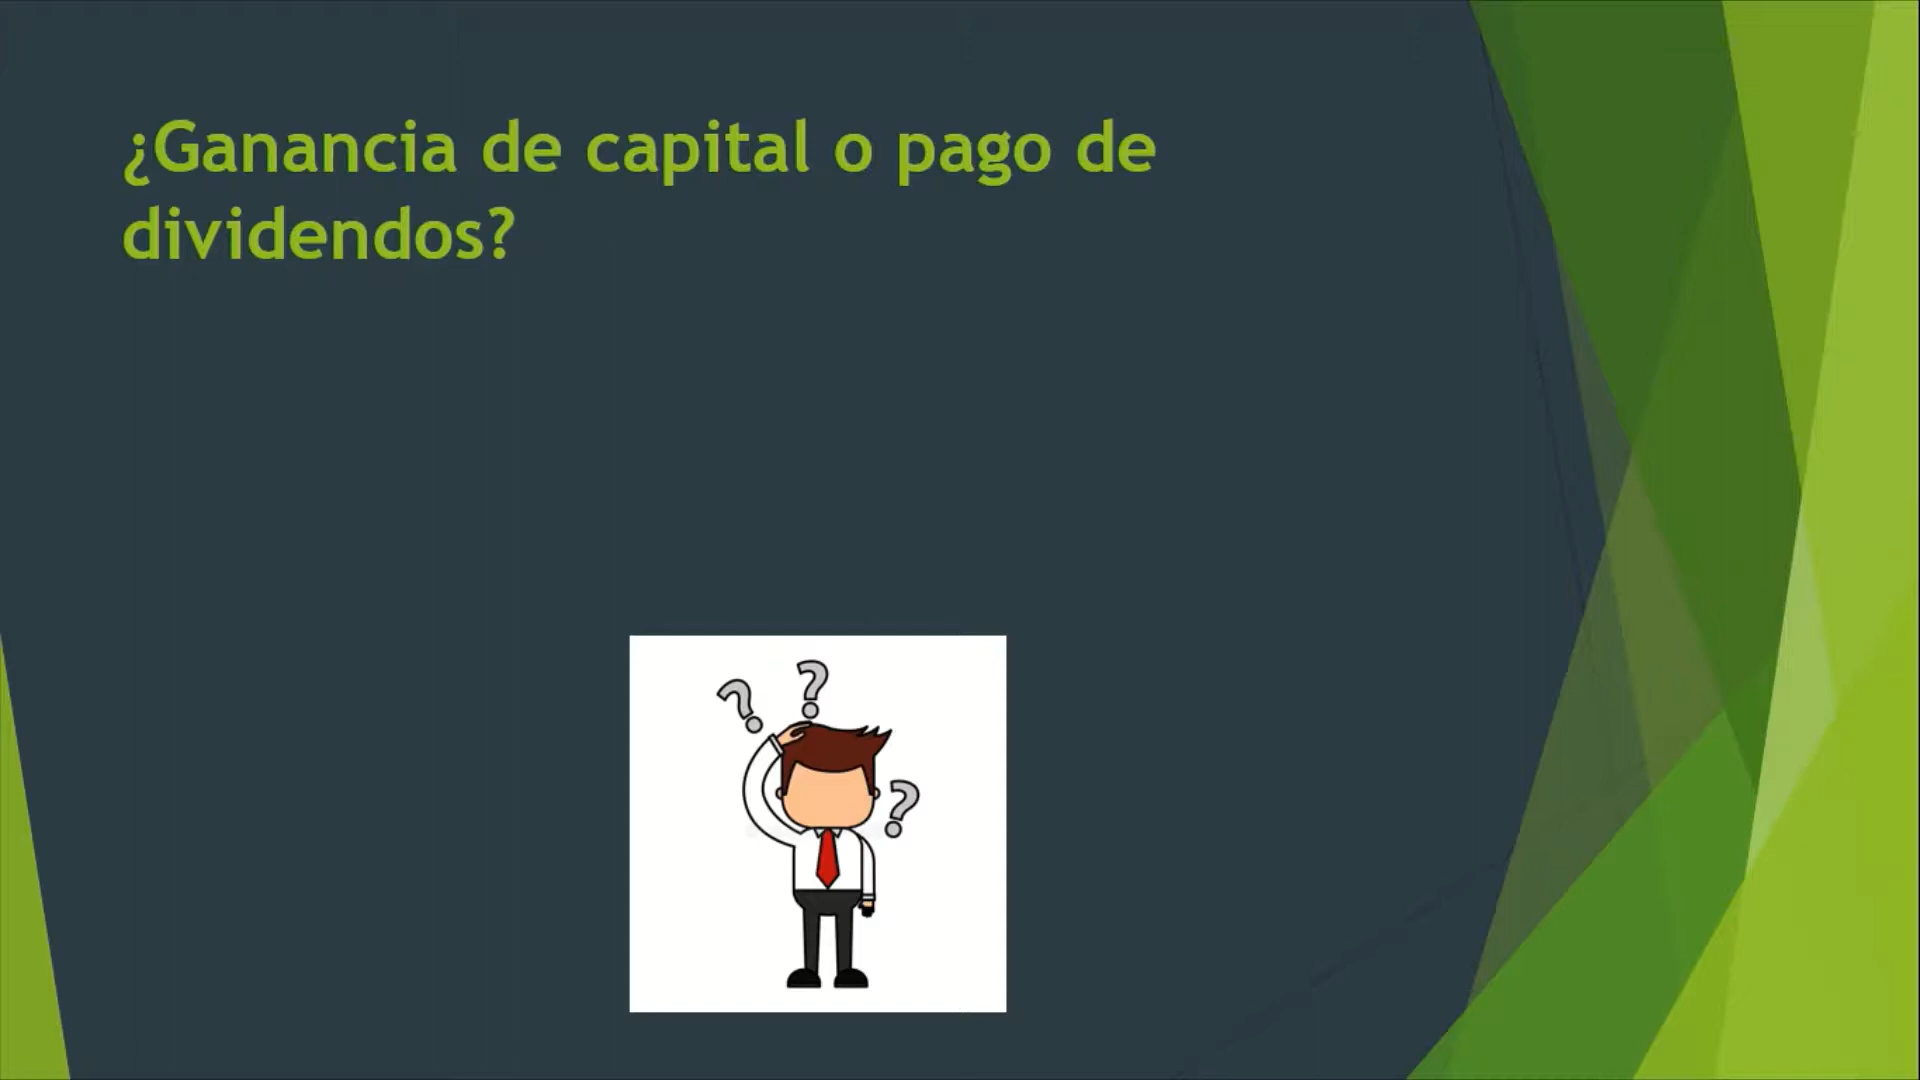 ¿Ganancia de capital o pago de
dividendos?
? ?
?